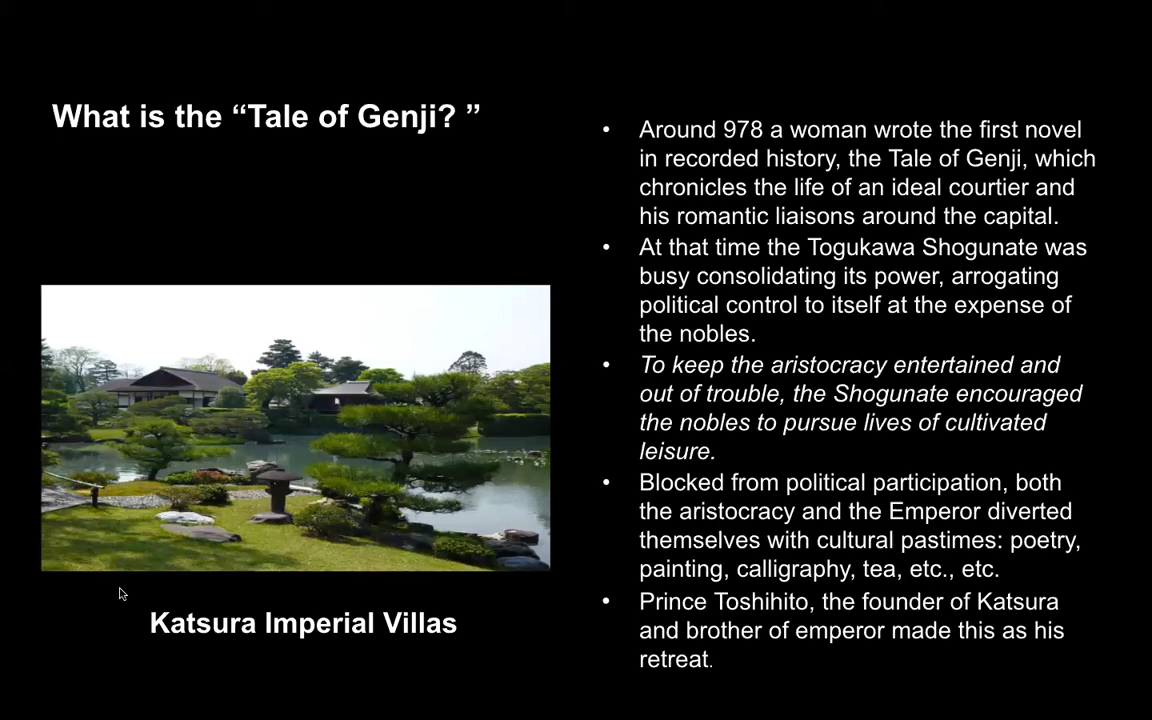 What is the “Tale of Genji? ”
• Around 978 a woman wrote the first novel
in recorded history, the Tale of Genji, which
chronicles the life of an ideal courtier and
his romantic liaisons around the capital.
• At that time the Togukawa Shogunate was
busy consolidating its power, arrogating
political control to itself at the expense of
the nobles.
• To keep the aristocracy entertained and
out of trouble, the Shogunate encouraged
the nobles to pursue lives of cultivated
leisure.
• Blocked from political participation, both
the aristocracy and the Emperor diverted
themselves with cultural pastimes: poetry,
painting, calligraphy, tea, etc., etc.
• Prince Toshihito, the founder of Katsura
and brother of emperor made this as his
retreat.
Katsura Imperial Villas